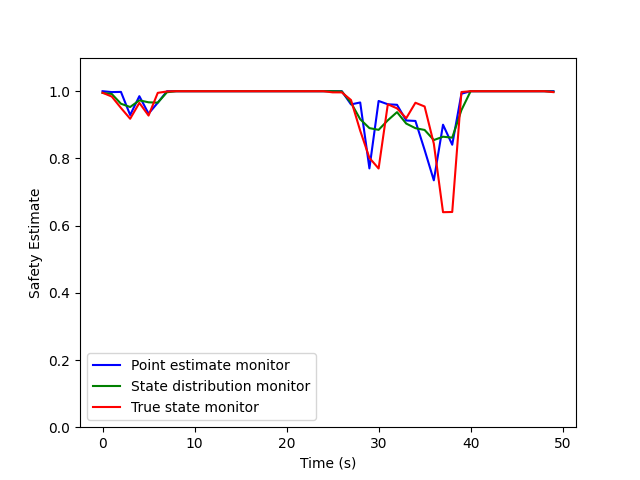 1.0
0.8
0.6
0.4
0.2
0.0
Safety Estimate
Point estimate monitor
State distribution monitor
True state monitor
0 10 20 30 40 50
Time (s)